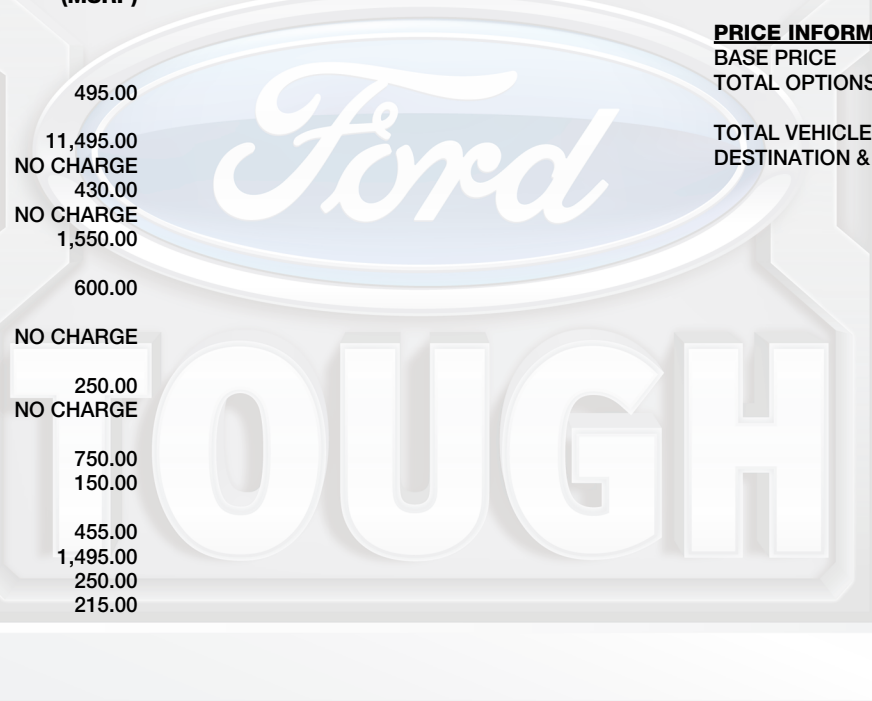 (MSRP)
495.00
11,495.00
NO CHARGE
430.00
NO CHARGE
1,550.00
600.00
NO CHARGE
250.00
NO CHARGE
750.00
150.00
455.00
1,495.00
250.00
215.00
PRICE INFORM
BASE PRICE
TOTAL OPTIONS
TOTAL VEHICLE
DESTINATION &
Ford
TOUGH